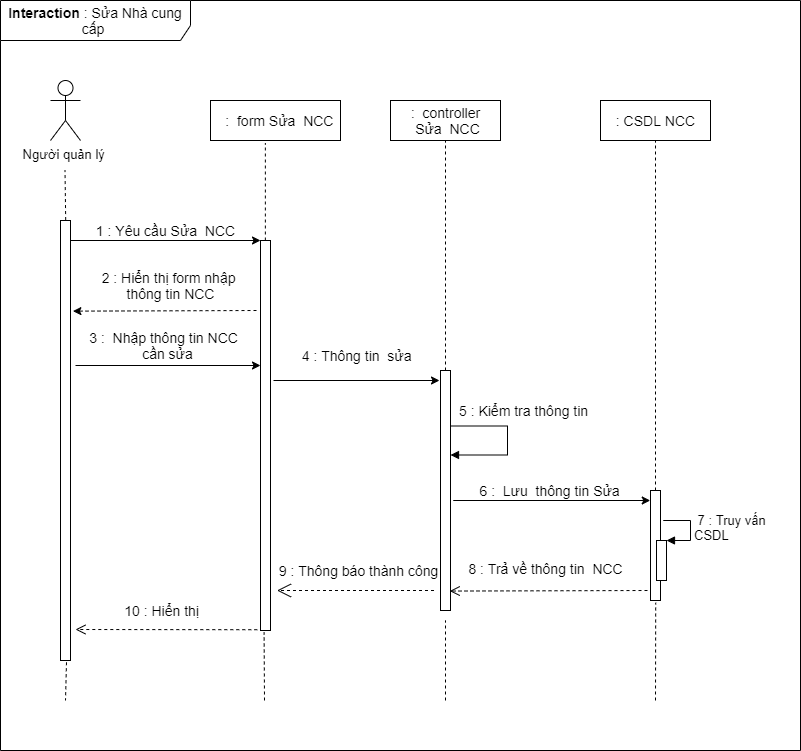 Interaction : Sửa Nhà cung
cấp
Người quản lý
: form Sửa NCC
: controller
Sửa NCC
: CSDL NCC
1 : Yêu cầu Sửa NCC
2 : Hiển thị form nhập
thông tin NCC
3 : Nhập thông tin NCC
cần sửa
4 : Thông tin sửa
5 : Kiểm tra thông tin
6 : Lưu thông tin Sửa
7 : Truy vấn
CSDL
8 : Trả về thông tin NCC
9 : Thông báo thành công
10 : Hiển thị